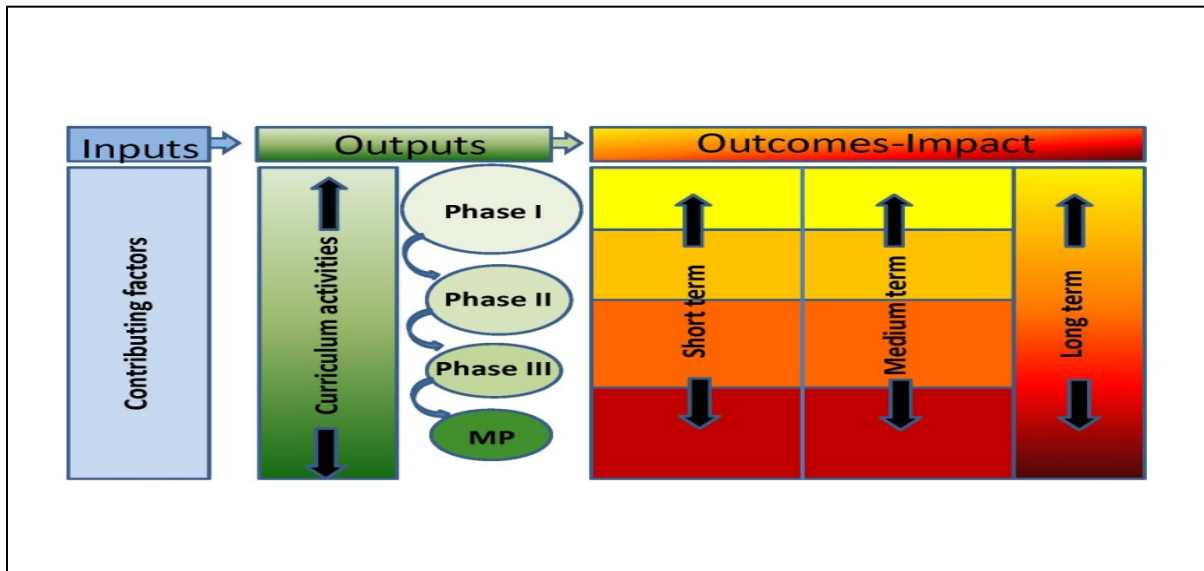 Inputs
Outputs
Outcomes-Impact
Contributing factors
Curriculum activities
Phase I
Phase II
Phase III
MP
Short term
Medium term
Long term